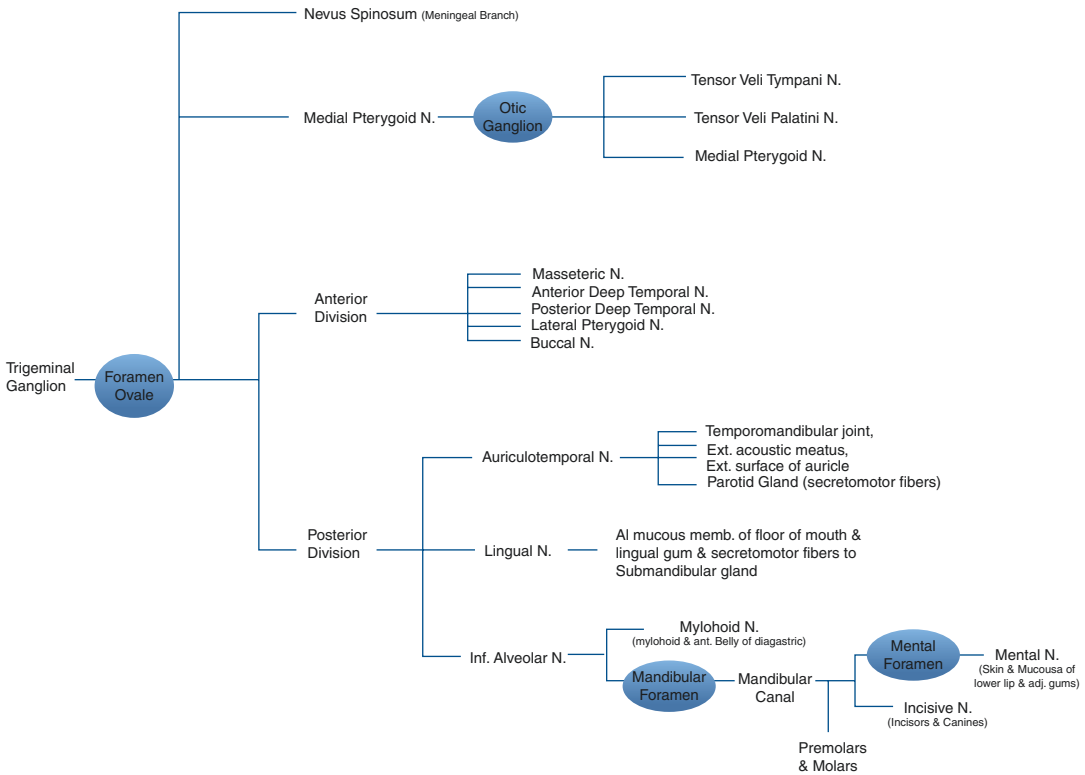 Nevus Spinosum (Meningeal Branch)
Medial Pterygoid N.
Otic
Ganglion
Tensor Veli Tympani N.
Tensor Veli Palatini N.
Medial Pterygoid N.
Anterior
Division
Masseteric N.
Anterior Deep Temporal N.
Posterior Deep Temporal N.
Lateral Pterygoid N.
Buccal N.
Trigeminal
Ganglion
Foramen
Ovale
Auriculotemporal N.
Temporomandibular joint,
Ext. acoustic meatus,
Ext. surface of auricle
Parotid Gland (secretomotor fibers)
Posterior
Division
Lingual N.
Al mucous memb. of floor of mouth &
lingual gum & secretomotor fibers to
Submandibular gland
Inf. Alveolar N.
Mylohoid N.
(mylohoid & ant. Belly of diagastric)
Mandibular
Foramen
Mandibular
Canal
Mental
Foramen
Mental N.
(Skin & Mucousa of
lower lip & adj. gums)
Incisive N.
(Incisors & Canines)
Premolars
& Molars